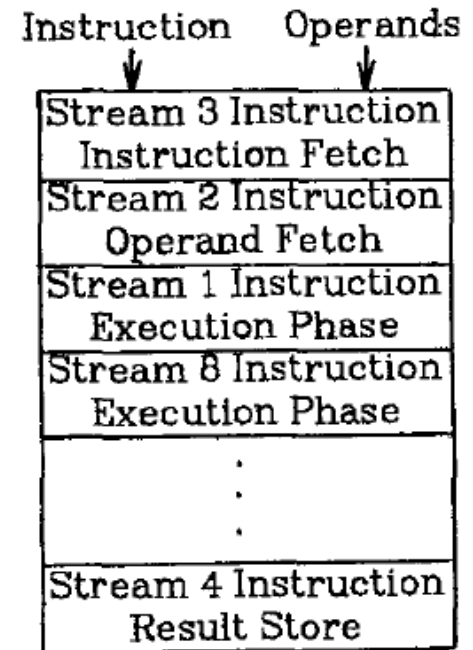 Instruction Operands
Stream 3 Instruction
Instruction Fetch
Stream 2 Instruction
Operand Fetch
Stream 1 Instruction
Execution Phase
Stream 8 Instruction
Execution Phase
.
.
.
Stream 4 Instruction
Result Store